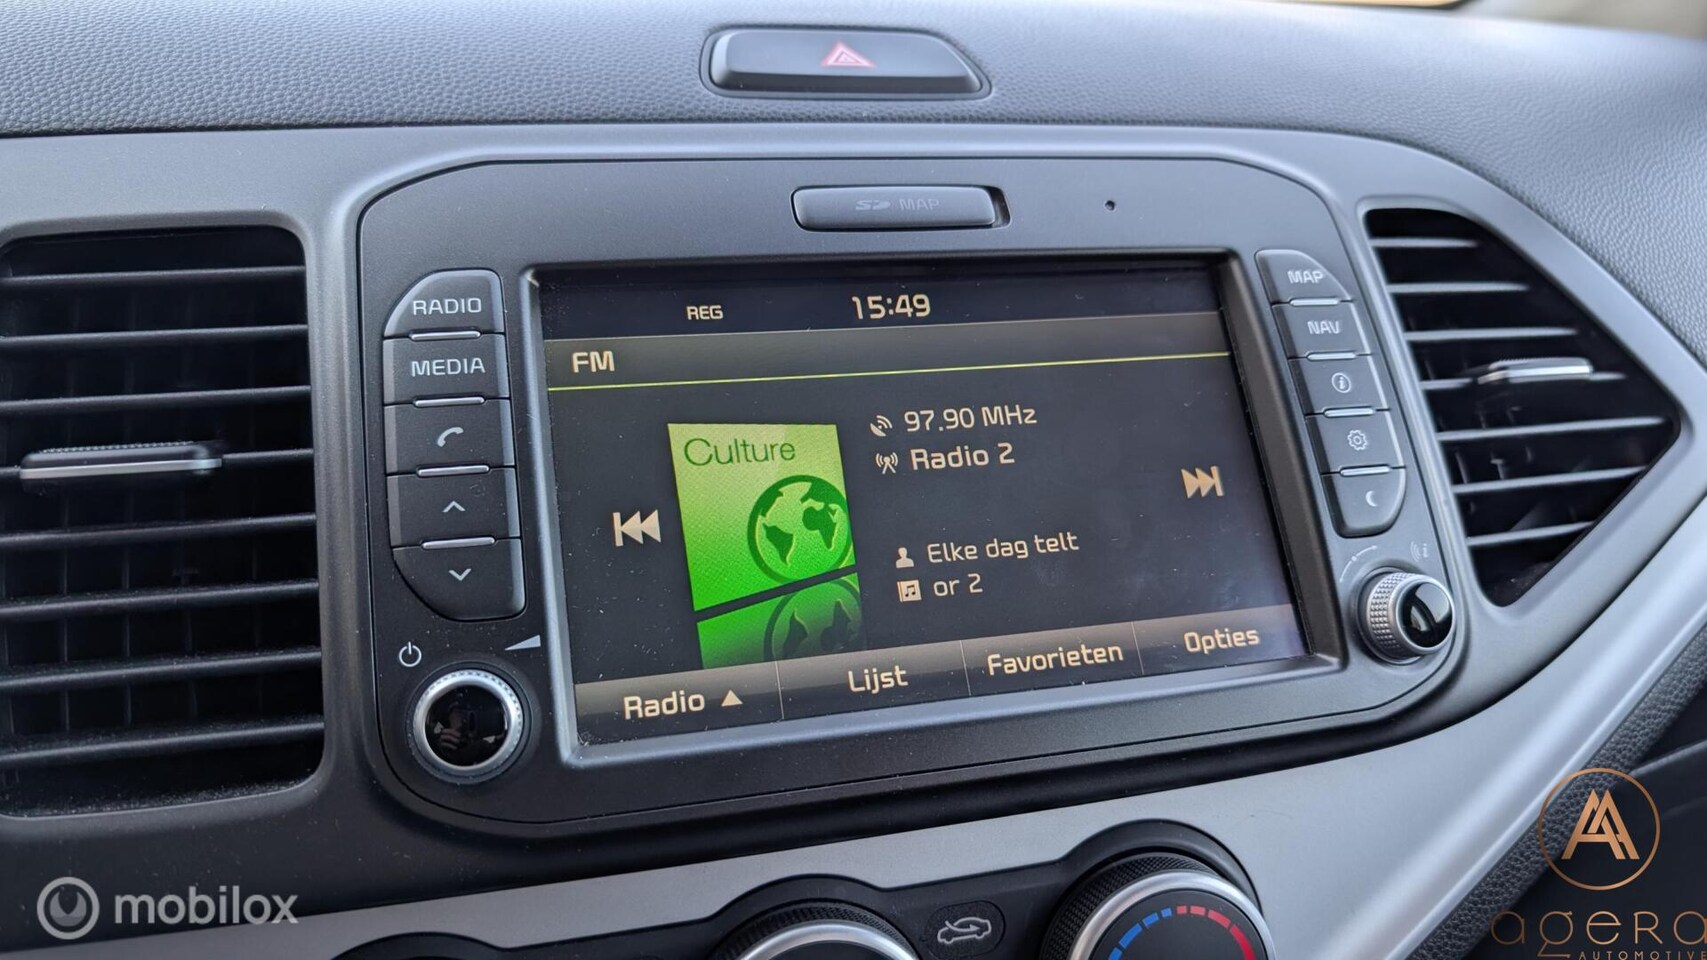 SD MAP
RADIO
MEDIA
MAP
NAV
REG
15:49
FM
Culture
97.90 MHz
Radio 2
Elke dag telt
or 2
Radio ▲
Lijst
Favorieten
Opties
mobilox
agera
AUTOMOTIVE